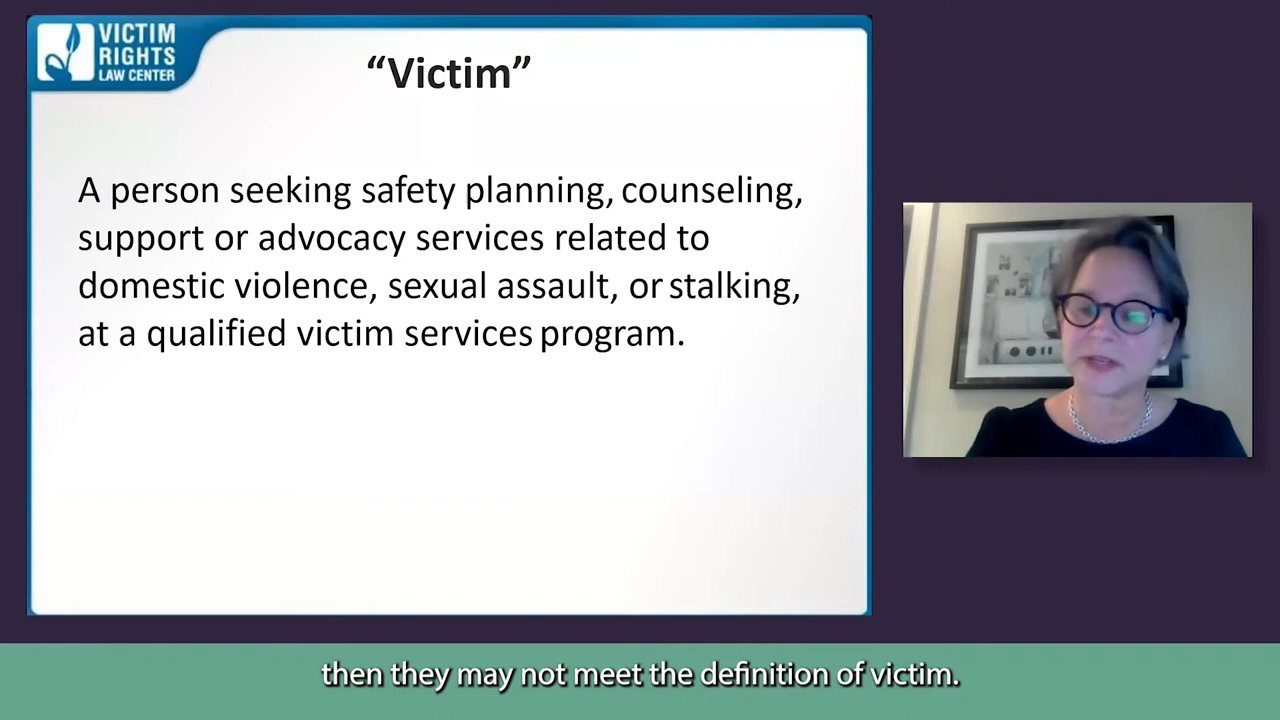 VICTIM
RIGHTS
LAW CENTER
“Victim”
A person seeking safety planning, counseling,
support or advocacy services related to
domestic violence, sexual assault, or stalking,
at a qualified victim services program.
then they may not meet the definition of victim.